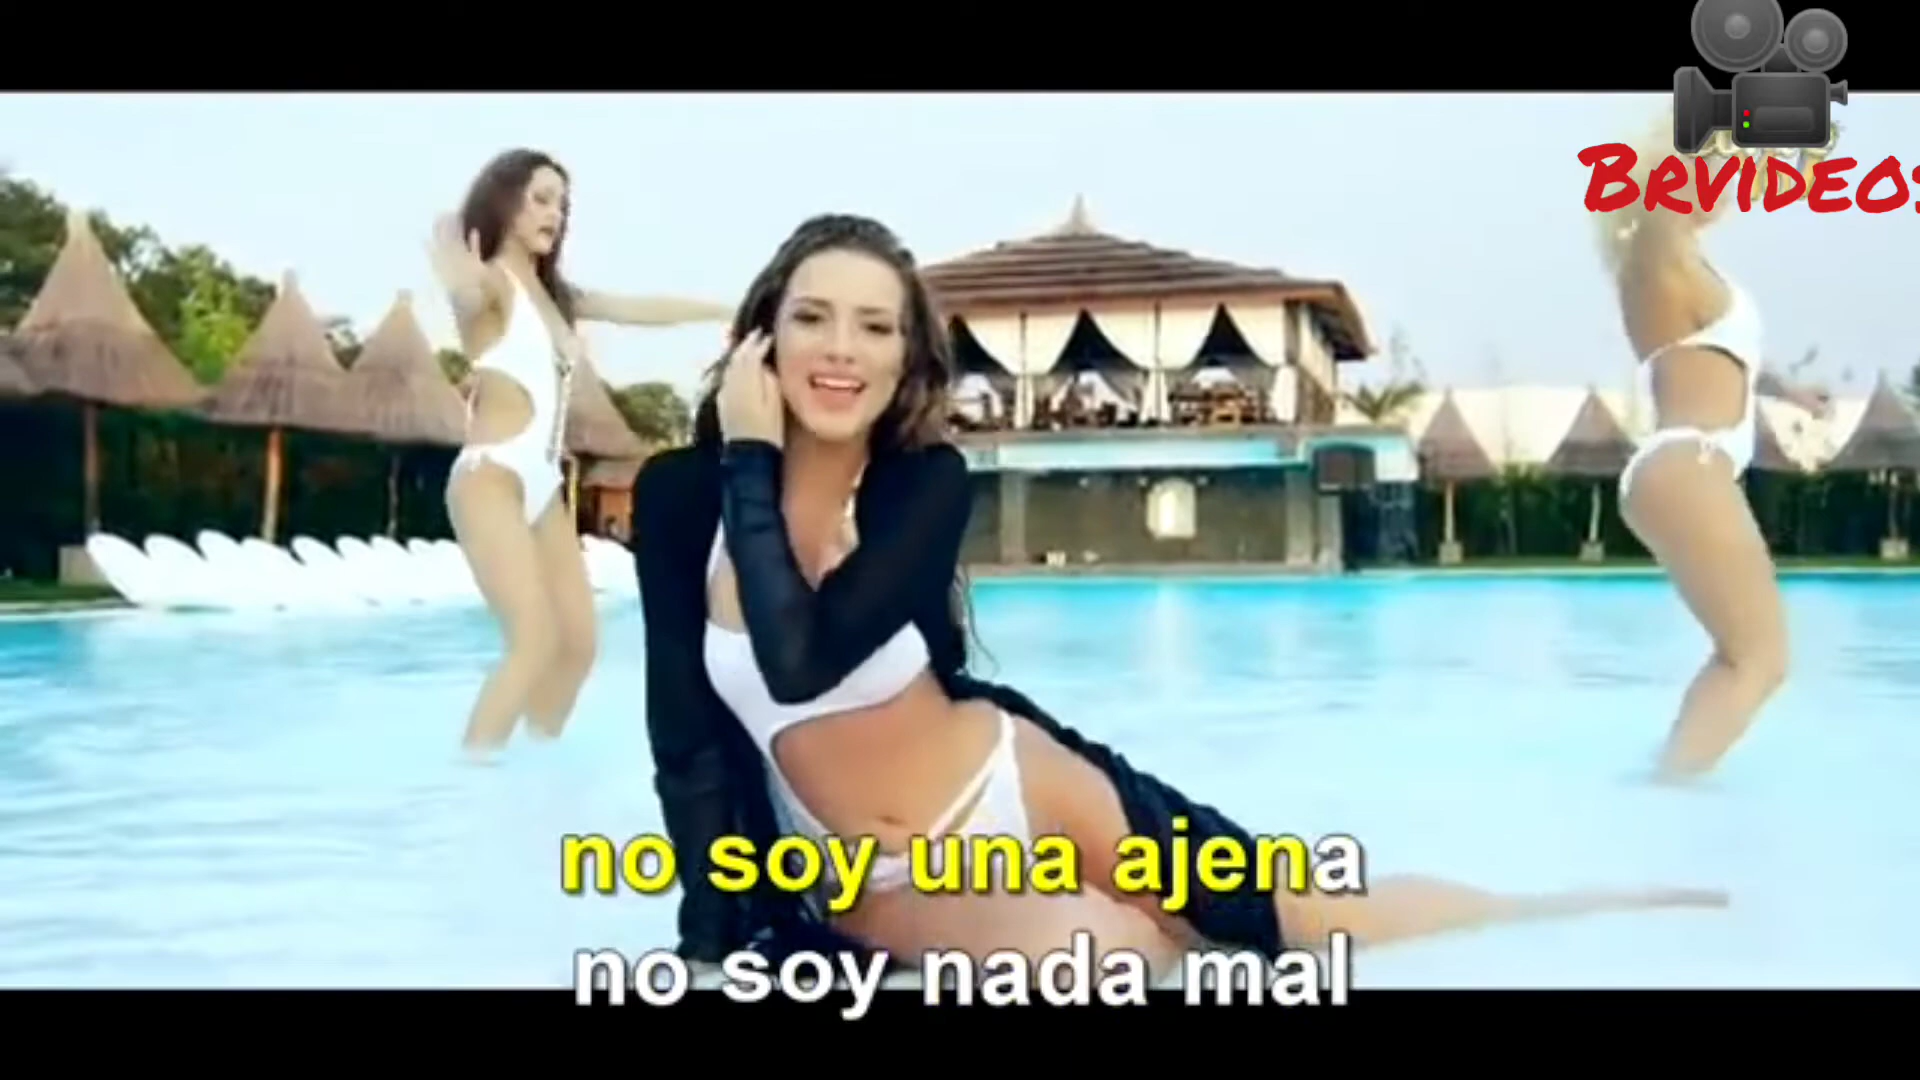 Brvideos
no soy una ajena
no soy nada mal